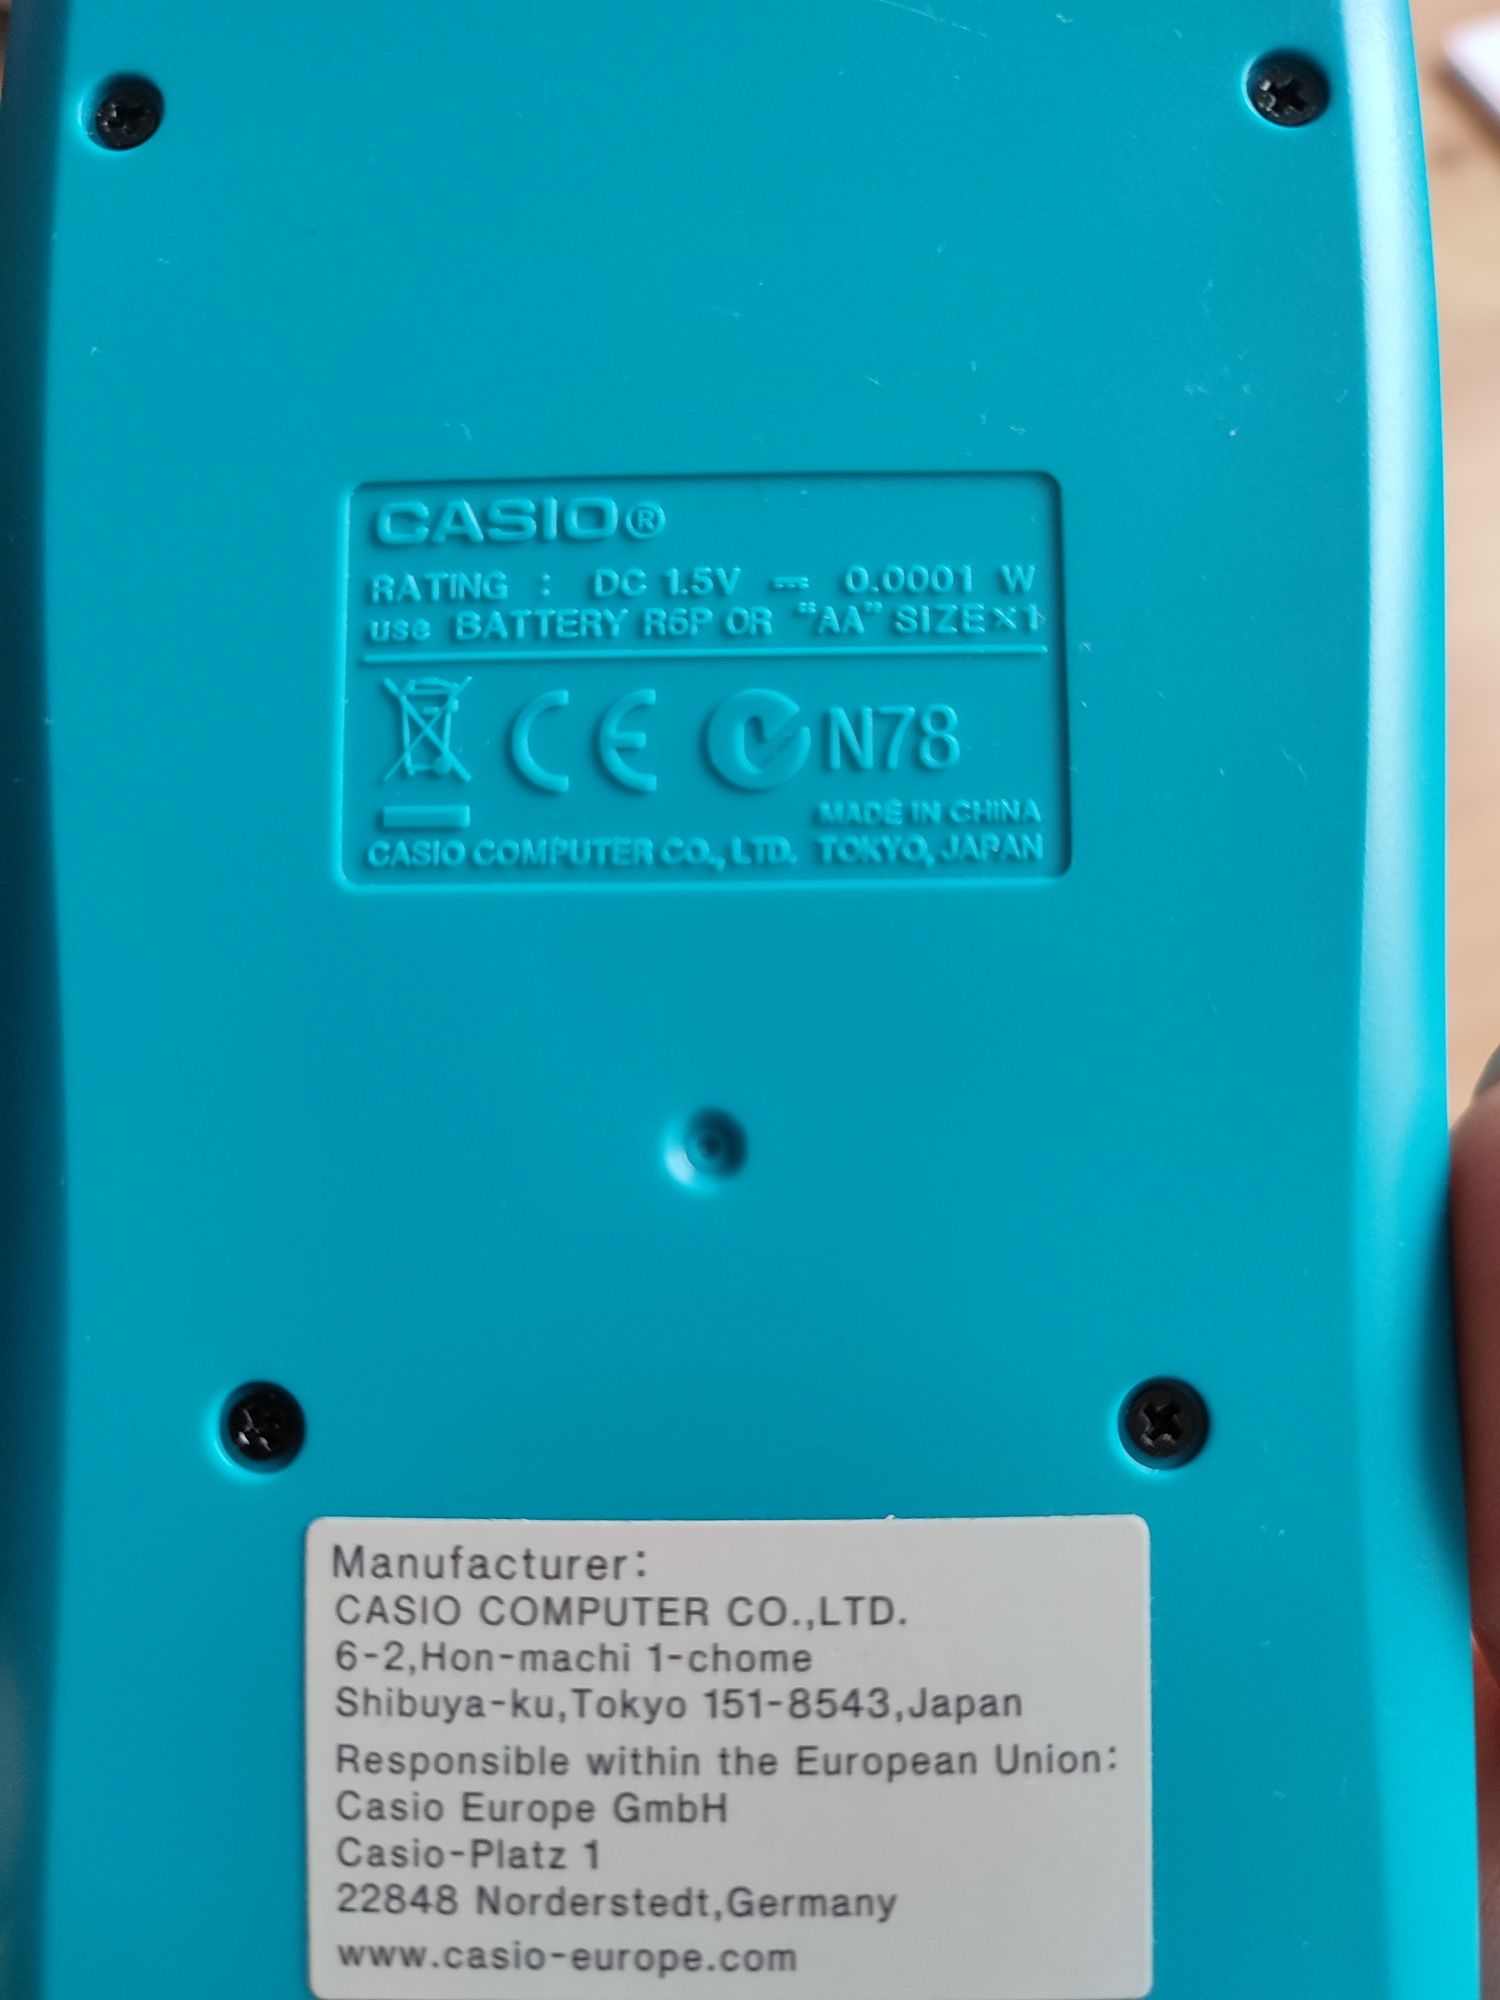 CASIO®
RATING : DC 1.5V ⎓ 0.0001 W
use BATTERY R6P OR "AA" SIZE×1
CE N78
MADE IN CHINA
CASIO COMPUTER CO., LTD. TOKYO, JAPAN
Manufacturer:
CASIO COMPUTER CO.,LTD.
6-2,Hon-machi 1-chome
Shibuya-ku,Tokyo 151-8543,Japan
Responsible within the European Union:
Casio Europe GmbH
Casio-Platz 1
22848 Norderstedt,Germany
www.casio-europe.com